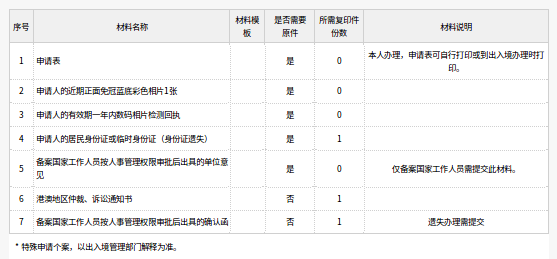 序号 材料名称 材料模板 是否需要原件 所需复印件份数 材料说明
1 申请表 是 0 本人办理，申请表可自行打印或到出入境办理时打印。
2 申请人的近期正面免冠蓝底彩色相片1张 是 0
3 申请人的有效期一年内数码相片检测回执 是 0
4 申请人的居民身份证或临时身份证（身份证遗失） 是 1
5 备案国家工作人员按人事管理权限审批后出具的单位意见 是 0 仅备案国家工作人员需提交此材料。
6 港澳地区仲裁、诉讼通知书 否 1
7 备案国家工作人员按人事管理权限审批后出具的确认函 否 1 遗失办理需提交
* 特殊申请个案，以出入境管理部门解释为准。